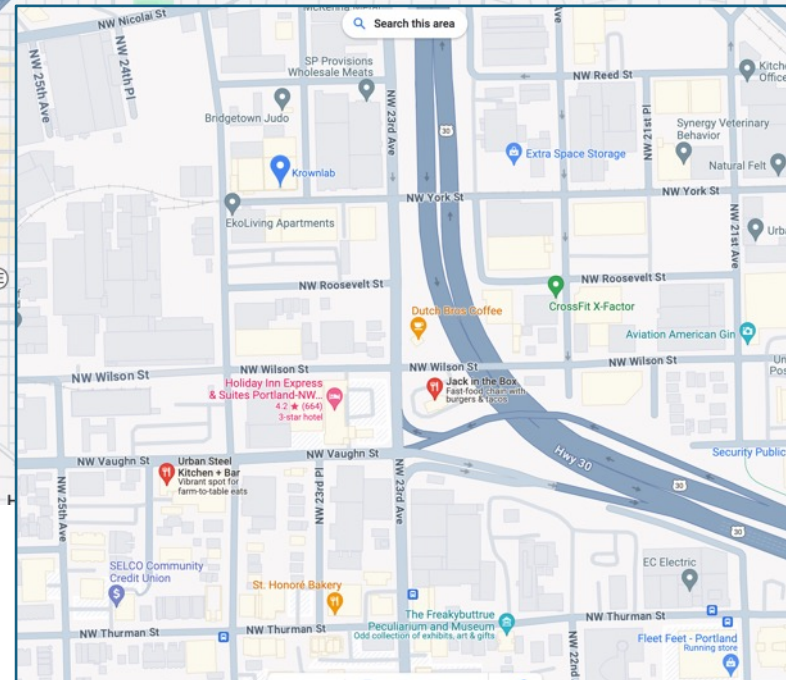 McKenna Metal
Search this area
NW Nicolai St
NW 24th Pl
NW 25th Ave
SP Provisions
Wholesale Meats
Ave
NW Reed St
Bridgetown Judo
NW 23rd Ave
30
NW 21st Pl
Synergy Veterinary
Behavior
Extra Space Storage
Natural Felt
Krownlab
NW York St
NW York St
EkoLiving Apartments
NW 21st Ave
NW Roosevelt St
NW Roosevelt St
CrossFit X-Factor
Dutch Bros Coffee
Aviation American Gin
NW Wilson St
NW Wilson St
NW Wilson St
NW Wilson St
Holiday Inn Express
& Suites Portland-NW...
4.2 ★ (664)
3-star hotel
Jack in the Box
Fast-food chain with
burgers & tacos
NW Vaughn St
NW Vaughn St
Urban Steel
Kitchen + Bar
Vibrant spot for
farm-to-table eats
Hwy 30
Security Public
30
30
NW 25th Ave
NW 23rd Pl
NW 23rd Ave
SELCO Community
Credit Union
$
EC Electric
St. Honoré Bakery
The Freakybuttrue
Peculiarium and Museum
Odd collection of exhibits, art & gifts
NW Thurman St
NW Thurman St
NW Thurman St
NW 22nd
Fleet Feet - Portland
Running store